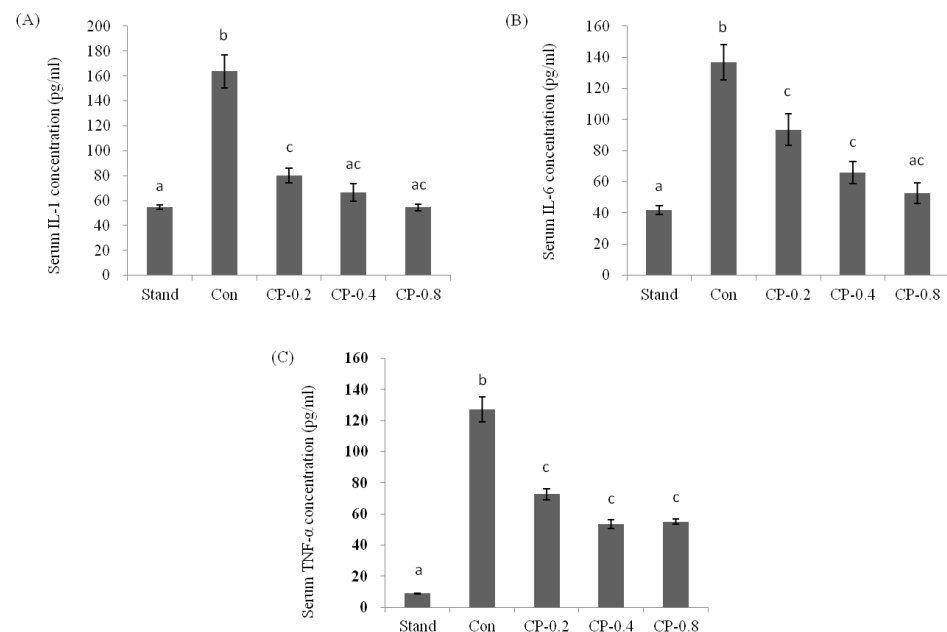 (A)
Serum IL-1 concentration (pg/ml)
200
180
160
140
120
100
80
60
40
20
0
a
b
c
ac
ac
Stand Con CP-0.2 CP-0.4 CP-0.8
(B)
Serum IL-6 concentration (pg/ml)
160
140
120
100
80
60
40
20
0
a
b
c
c
ac
Stand Con CP-0.2 CP-0.4 CP-0.8
(C)
Serum TNF-α concentration (pg/ml)
160
140
120
100
80
60
40
20
0
a
b
c
c
c
Stand Con CP-0.2 CP-0.4 CP-0.8